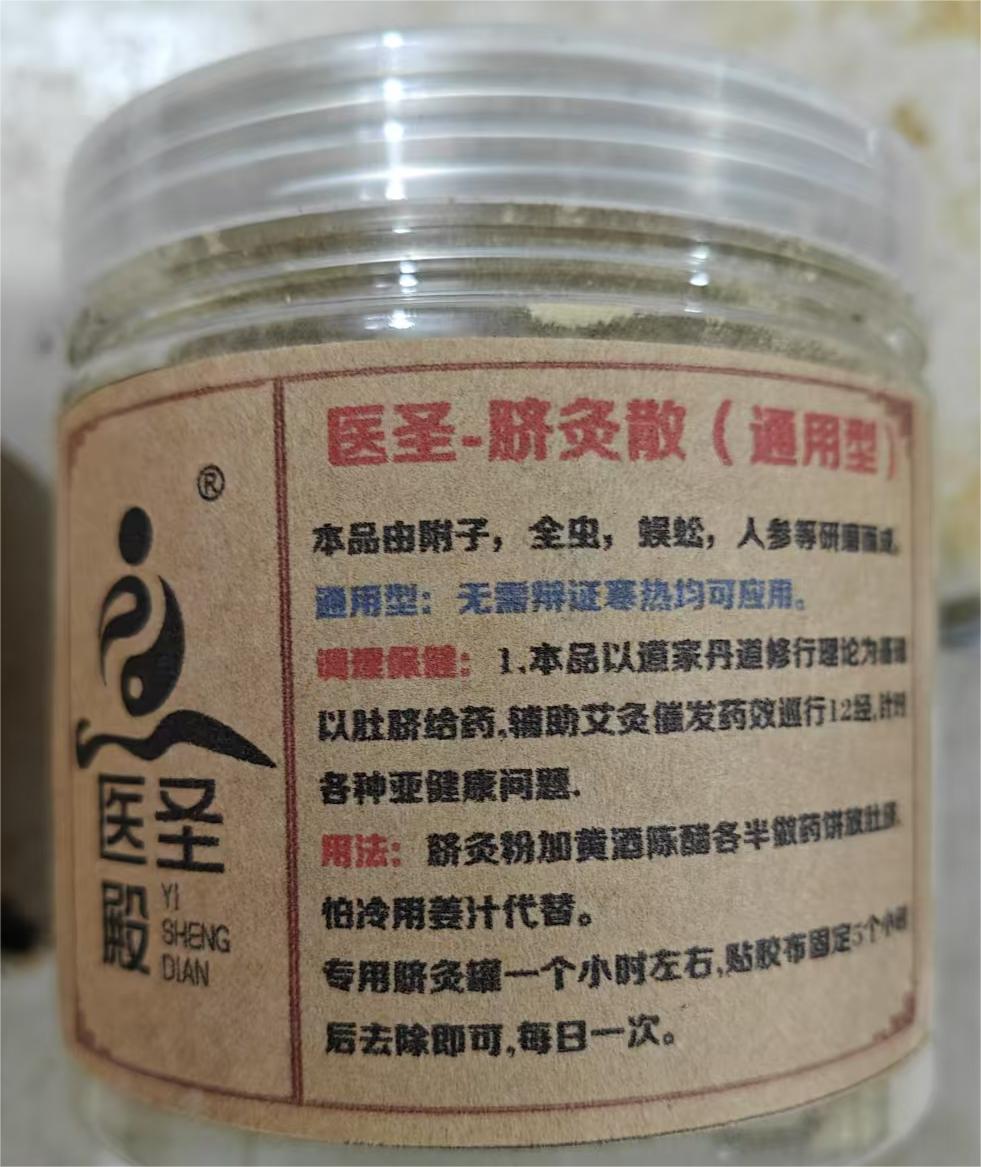 ®
医圣
殿
YI
SHENG
DIAN
医圣-脐灸散（通用型）
本品由附子，全虫，蜈蚣，人参等研磨而成。
通用型：无需辩证寒热均可应用。
调理保健：1.本品以道家丹道修行理论为基础
以肚脐给药,辅助艾灸催发药效巡行12经,针对
各种亚健康问题.
用法：脐灸粉加黄酒陈醋各半做药饼放肚脐.
怕冷用姜汁代替。
专用脐灸罐一个小时左右,贴胶布固定5个小时
后去除即可,每日一次。